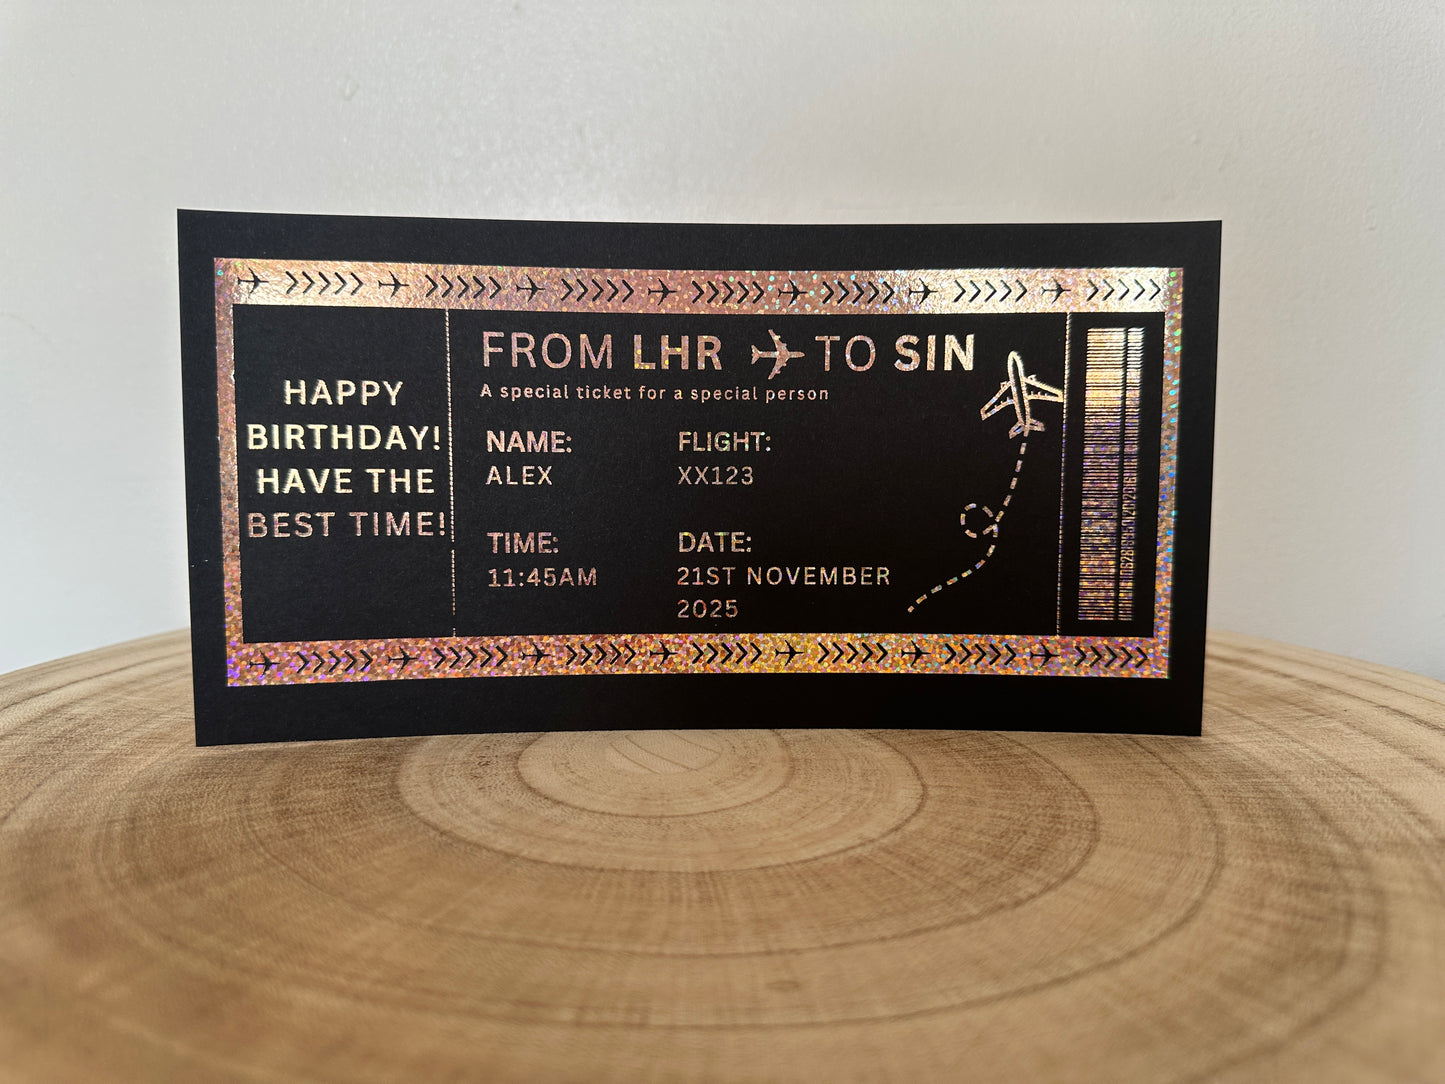 HAPPY
BIRTHDAY!
HAVE THE
BEST TIME!
FROM LHR TO SIN
A special ticket for a special person
NAME:
ALEX
FLIGHT:
XX123
TIME:
11:45AM
DATE:
21ST NOVEMBER
2025